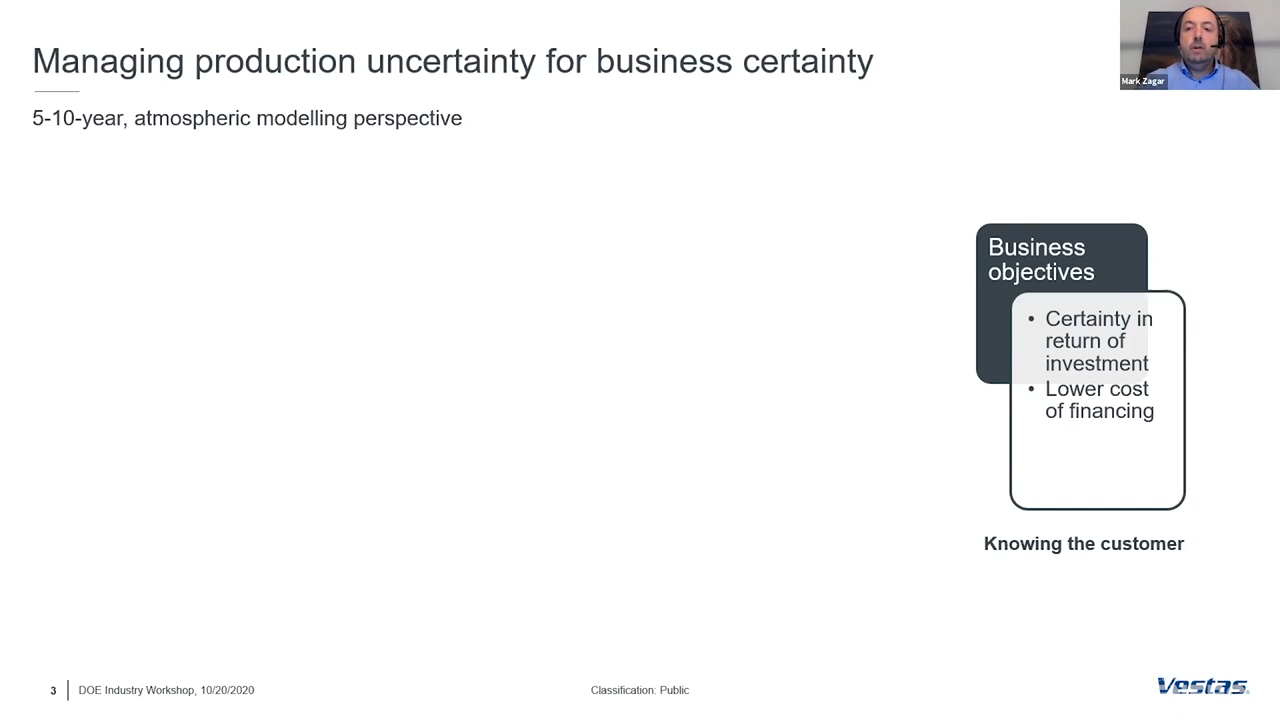 Managing production uncertainty for business certainty
5-10-year, atmospheric modelling perspective
Mark Zagar
Business
objectives
• Certainty in
return of
investment
• Lower cost
of financing
Knowing the customer
3
DOE Industry Workshop, 10/20/2020
Classification: Public
Vestas.